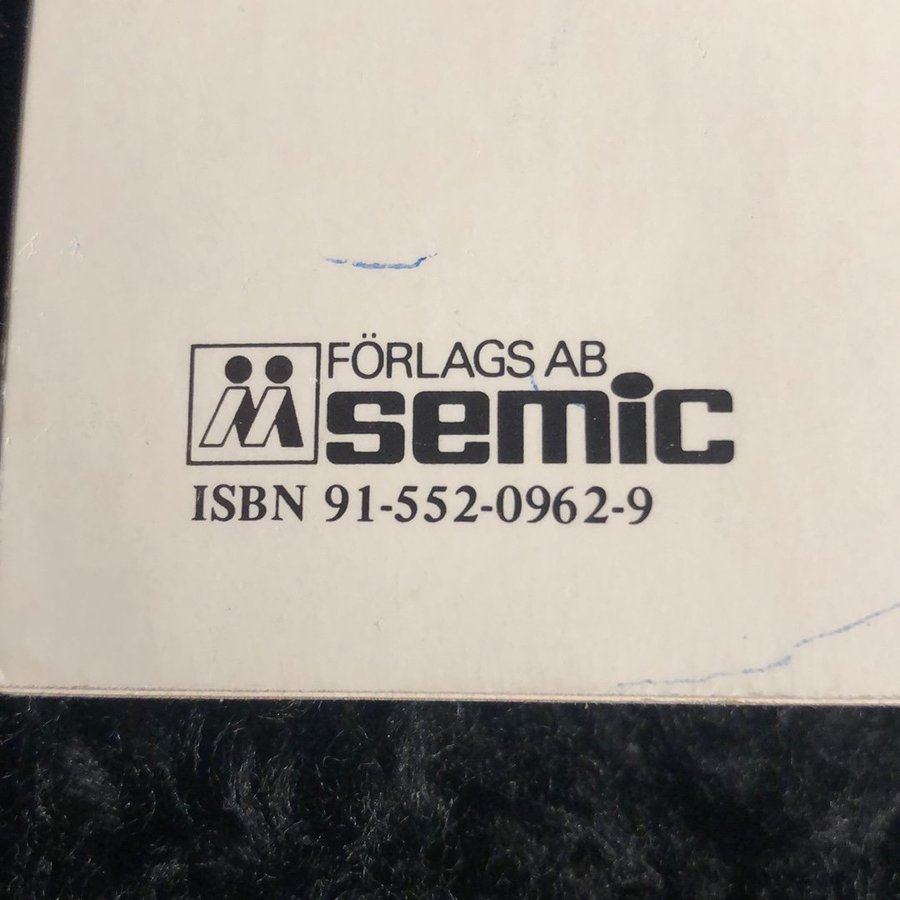 FÖRLAGS AB
semic
ISBN 91-552-0962-9